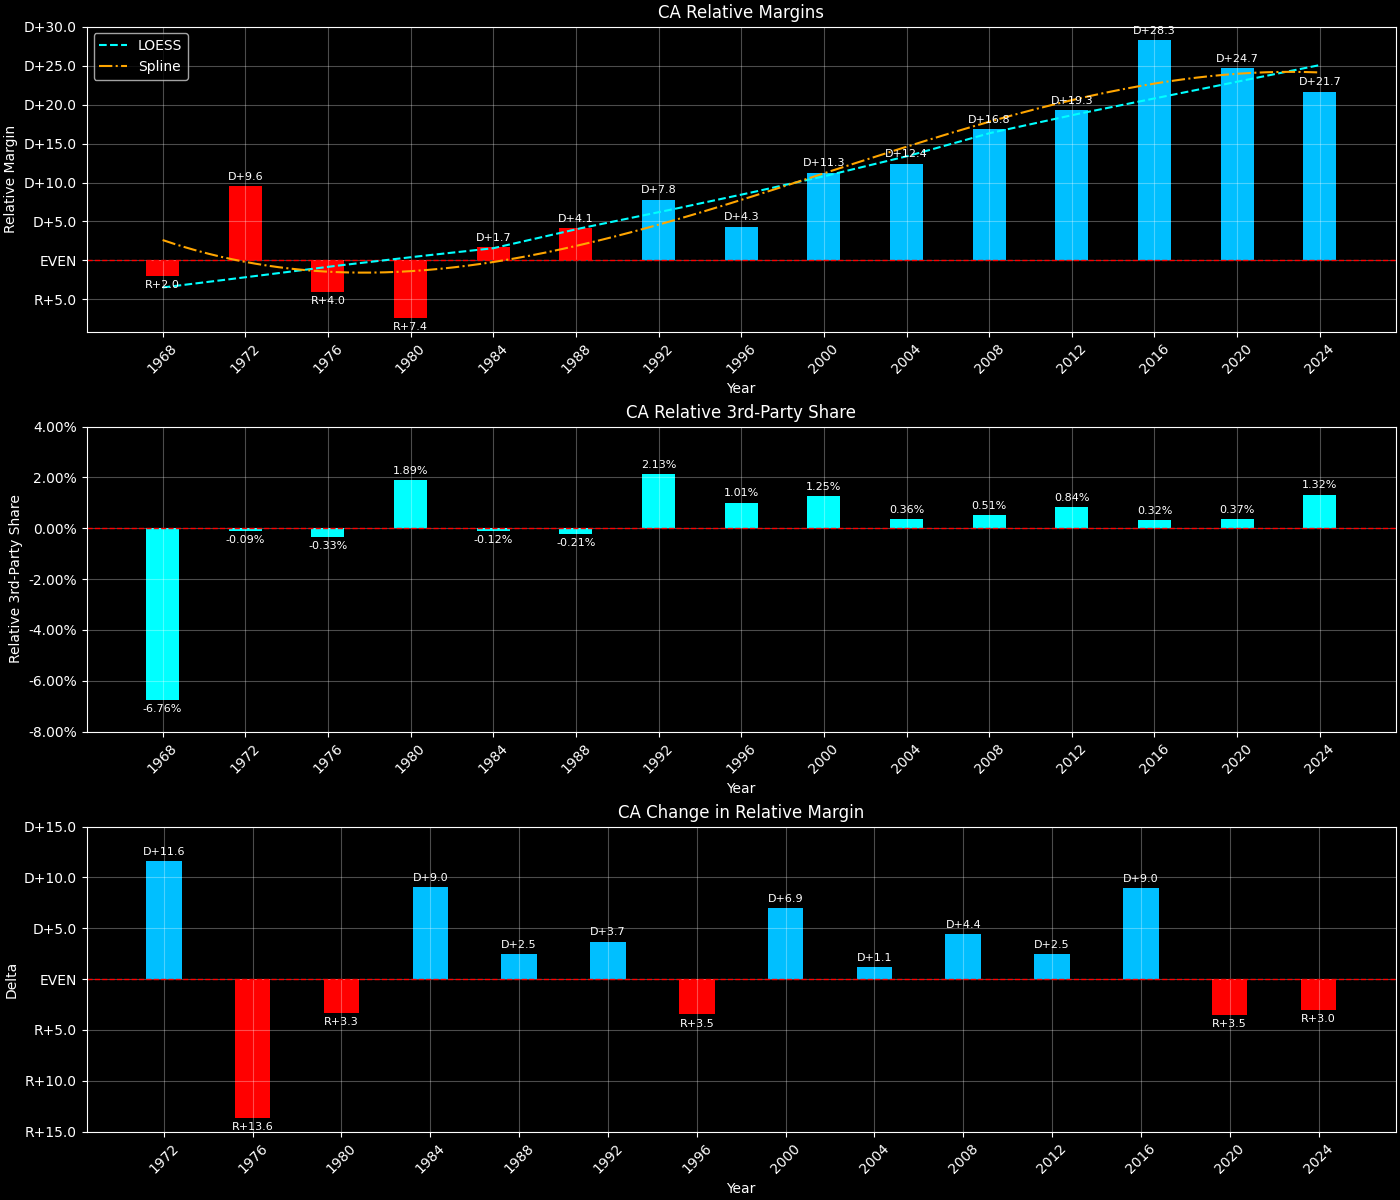 CA Relative Margins
D+30.0
D+25.0
D+20.0
D+15.0
D+10.0
D+5.0
EVEN
R+5.0
Relative Margin
LOESS
Spline
R+2.0
D+9.6
R+4.0
R+7.4
D+1.7
D+4.1
D+7.8
D+4.3
D+11.3
D+12.4
D+16.8
D+19.3
D+28.3
D+24.7
D+21.7
1968
1972
1976
1980
1984
1988
1992
1996
2000
2004
2008
2012
2016
2020
2024
Year
CA Relative 3rd-Party Share
4.00%
2.00%
0.00%
-2.00%
-4.00%
-6.00%
-8.00%
Relative 3rd-Party Share
-6.76%
-0.09%
-0.33%
1.89%
-0.12%
-0.21%
2.13%
1.01%
1.25%
0.36%
0.51%
0.84%
0.32%
0.37%
1.32%
1968
1972
1976
1980
1984
1988
1992
1996
2000
2004
2008
2012
2016
2020
2024
Year
CA Change in Relative Margin
D+15.0
D+10.0
D+5.0
EVEN
R+5.0
R+10.0
R+15.0
Delta
D+11.6
R+13.6
R+3.3
D+9.0
D+2.5
D+3.7
R+3.5
D+6.9
D+1.1
D+4.4
D+2.5
D+9.0
R+3.5
R+3.0
1972
1976
1980
1984
1988
1992
1996
2000
2004
2008
2012
2016
2020
2024
Year